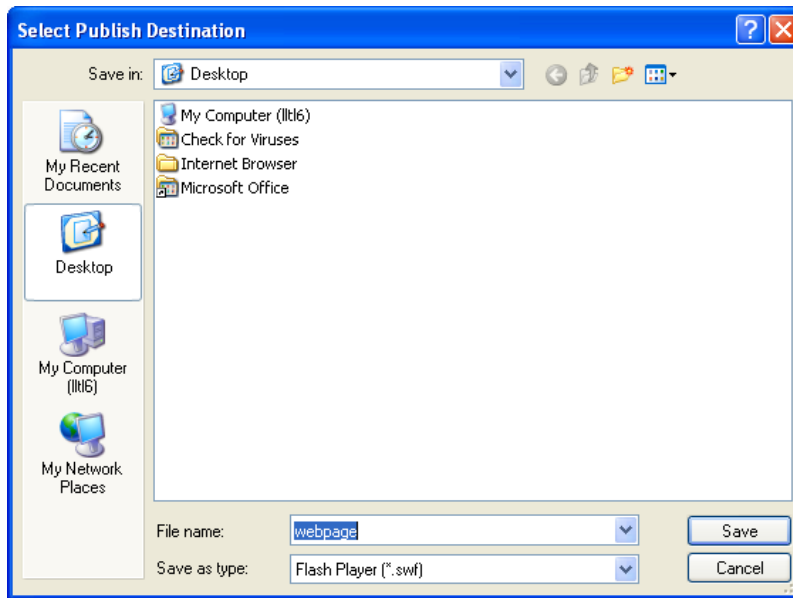 Select Publish Destination
Save in:
Desktop
My Recent
Documents
Desktop
My Computer
(lltl6)
My Network
Places
My Computer (lltl6)
Check for Viruses
Internet Browser
Microsoft Office
File name:
webpage
Save
Save as type:
Flash Player (*.swf)
Cancel